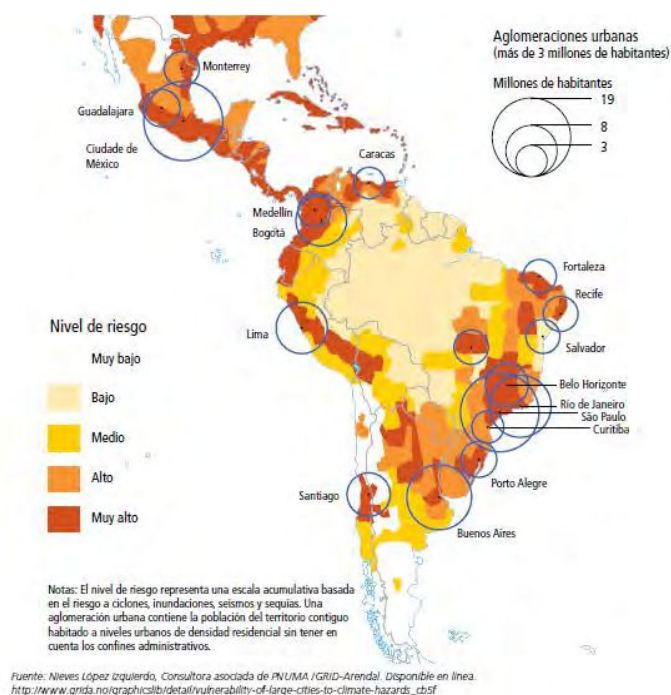 Aglomeraciones urbanas
(más de 3 millones de habitantes)
Millones de habitantes
19
8
3
Monterrey
Guadalajara
Ciudade de
México
Caracas
Medellín
Bogotá
Fortaleza
Recife
Lima
Salvador
Belo Horizonte
Río de Janeiro
São Paulo
Curitiba
Porto Alegre
Santiago
Buenos Aires
Nivel de riesgo
Muy bajo
Bajo
Medio
Alto
Muy alto
Notas: El nivel de riesgo representa una escala acumulativa basada
en el riesgo a ciclones, inundaciones, seismos y sequias. Una
aglomeración urbana contiene la población del territorio contiguo
habitado a niveles urbanos de densidad residencial sin tener en
cuenta los confines administrativos.
Fuente: Nieves López Izquierdo, Consultora asociada de PNUMA /GRID-Arendal. Disponible en línea.
http://www.grida.no/graphicslib/detail/vulnerability-of-large-cities-to-climate-hazards_cb5f